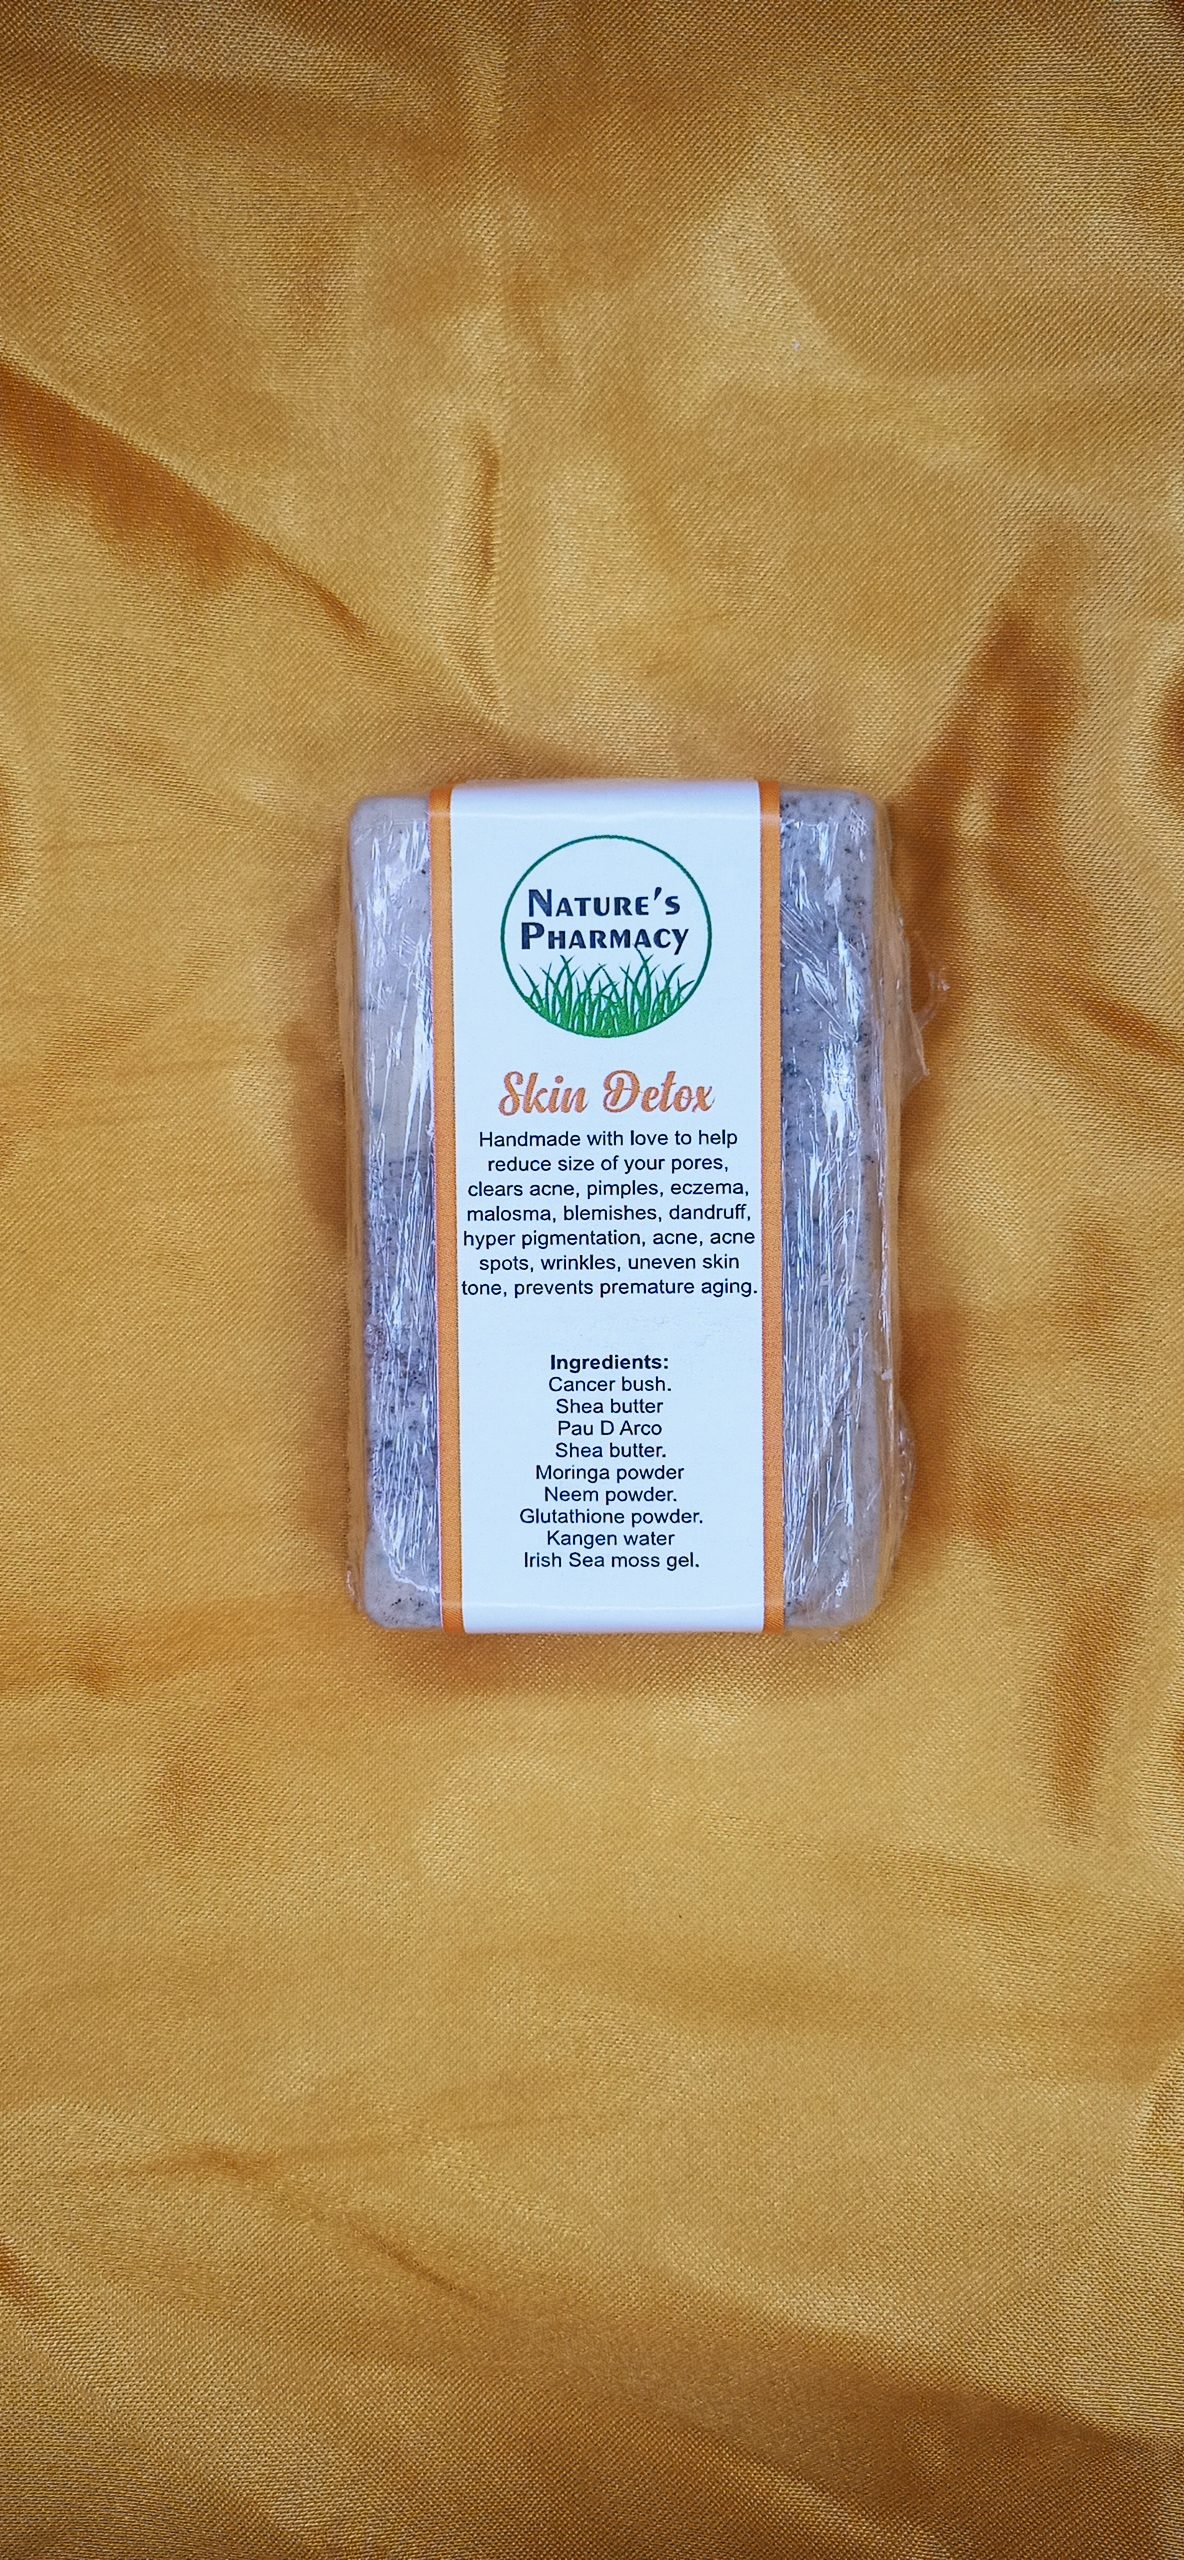 NATURE'S
PHARMACY
Skin Detox
Handmade with love to help
reduce size of your pores,
clears acne, pimples, eczema,
malosma, blemishes, dandruff,
hyper pigmentation, acne, acne
spots, wrinkles, uneven skin
tone, prevents premature aging.
Ingredients:
Cancer bush.
Shea butter
Pau D Arco
Shea butter.
Moringa powder
Neem powder.
Glutathione powder.
Kangen water
Irish Sea moss gel.